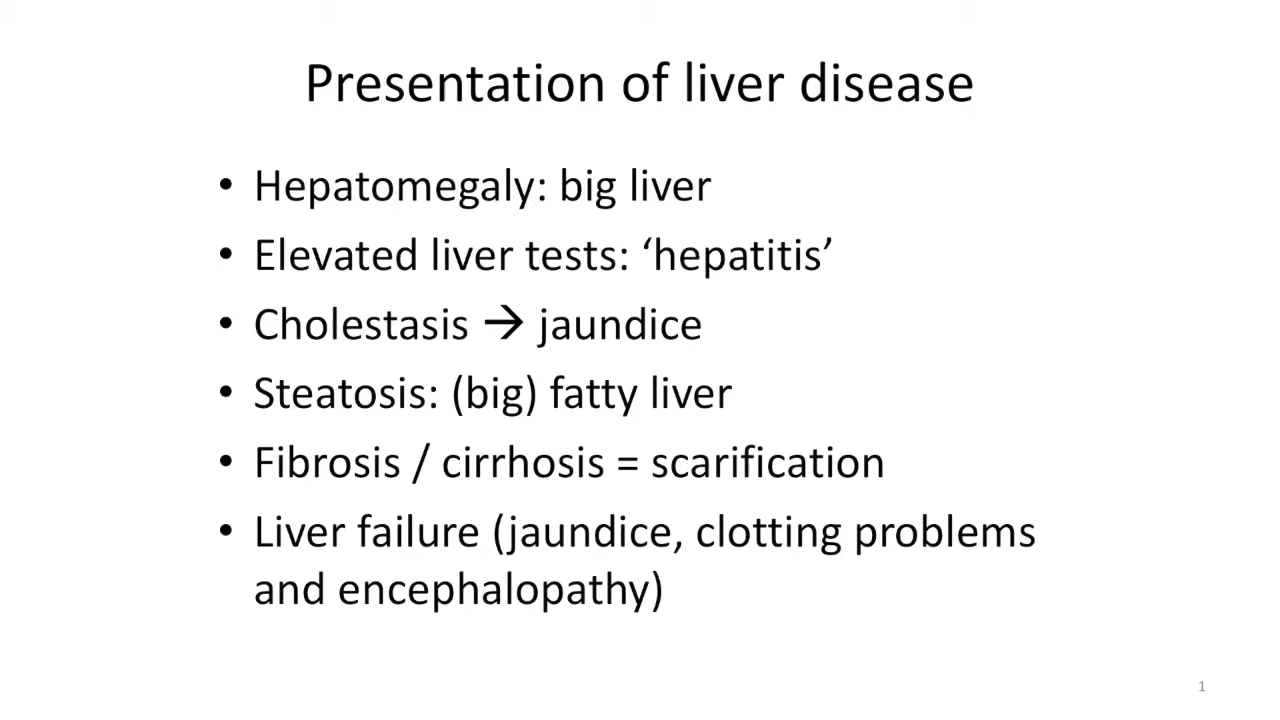 Presentation of liver disease
• Hepatomegaly: big liver
• Elevated liver tests: ‘hepatitis’
• Cholestasis → jaundice
• Steatosis: (big) fatty liver
• Fibrosis / cirrhosis = scarification
• Liver failure (jaundice, clotting problems
and encephalopathy)
1